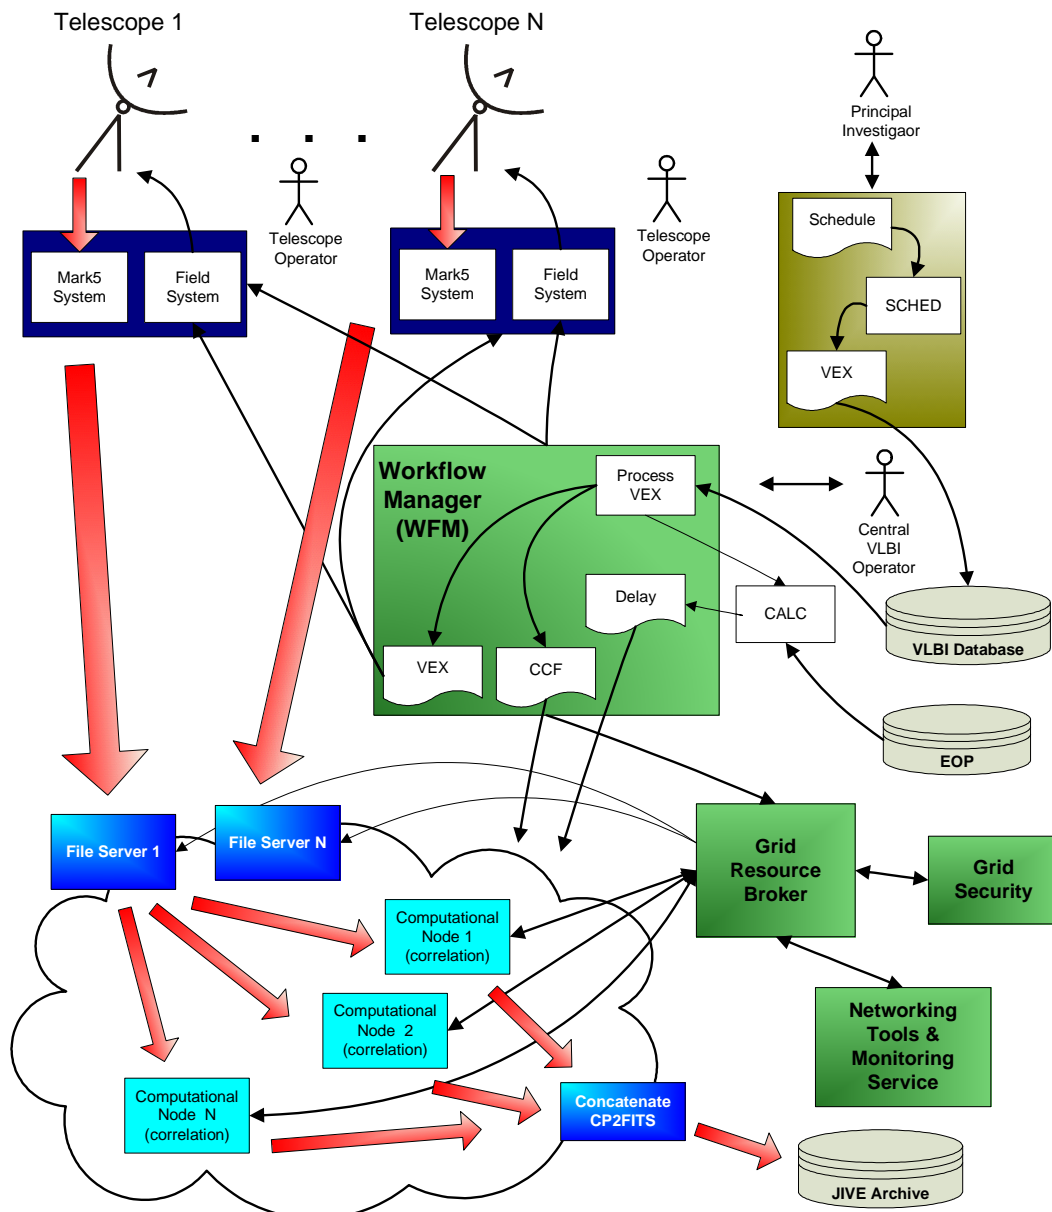 Telescope 1
Telescope N
Principal
Investigaor
. . .
Telescope
Operator
Telescope
Operator
Mark5
System
Field
System
Mark5
System
Field
System
Schedule
SCHED
VEX
Workflow
Manager
(WFM)
Process
VEX
Central
VLBI
Operator
Delay
CALC
VEX
CCF
VLBI Database
EOP
File Server 1
File Server N
Grid
Resource
Broker
Grid
Security
Computational
Node 1
(correlation)
Computational
Node 2
(correlation)
Computational
Node N
(correlation)
Networking
Tools &
Monitoring
Service
Concatenate
CP2FITS
JIVE Archive